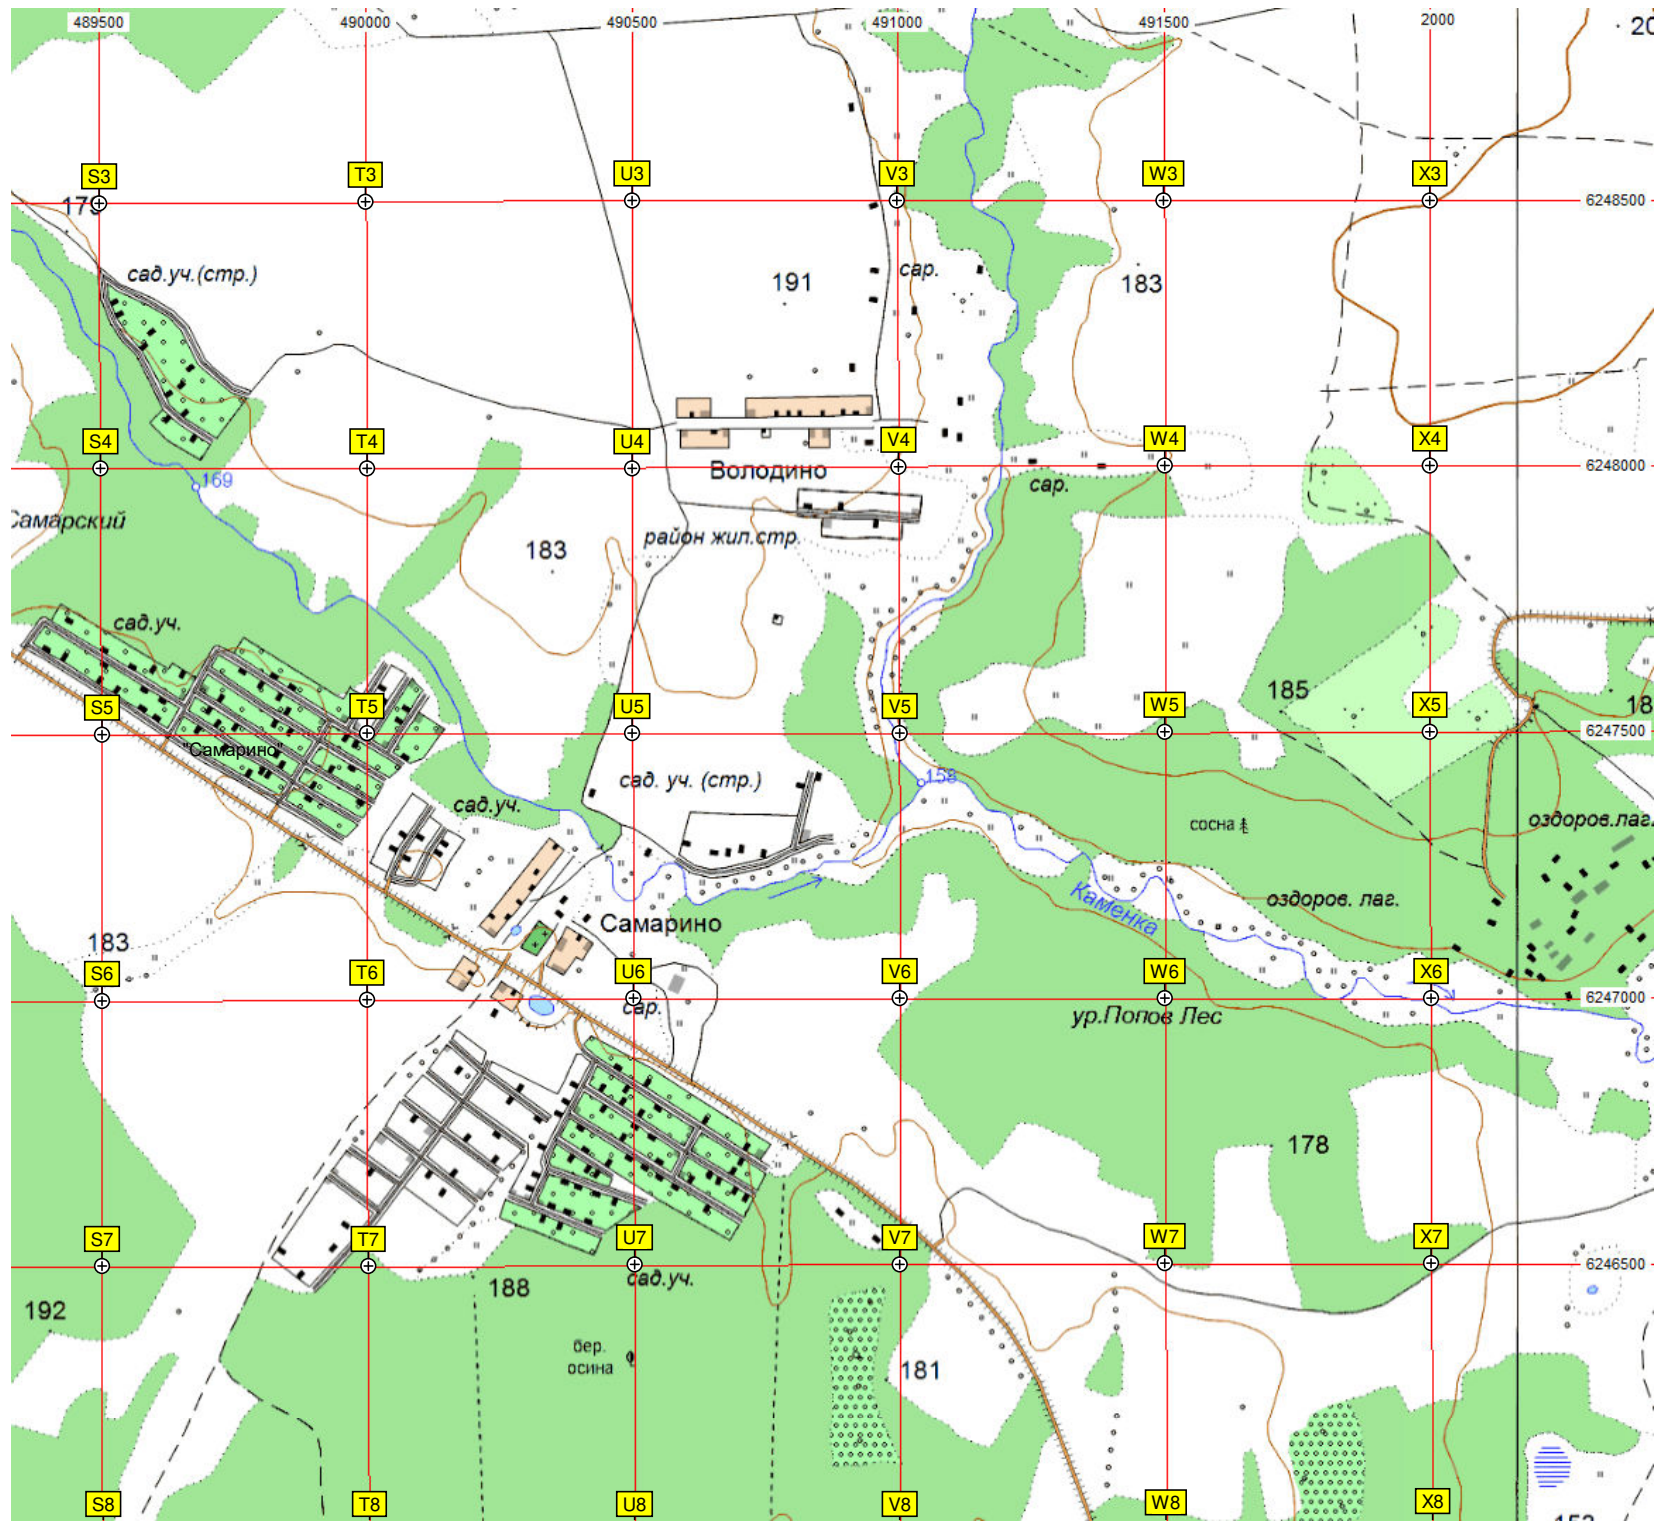 489500 490000 490500 491000 491500 2000
20
S3 T3 U3 V3 W3 X3
179 6248500
сад.уч.(стр.) 191 сар. 183
S4 T4 U4 V4 W4 X4
169 Володино 6248000
сар.
Самарский 183 район жил.стр.
сад.уч.
185 18
S5 T5 U5 V5 W5 X5
"Самарино" 6247500
сад. уч. (стр.) 158
сад.уч. сосна оздоров.лаг.
Каменка оздоров. лаг.
183 Самарино
S6 T6 U6 V6 W6 X6
сар. ур.Попов Лес 6247000
178
S7 T7 U7 V7 W7 X7
188 сад.уч. 6246500
192
бер.
осина 181
S8 T8 U8 V8 W8 X8